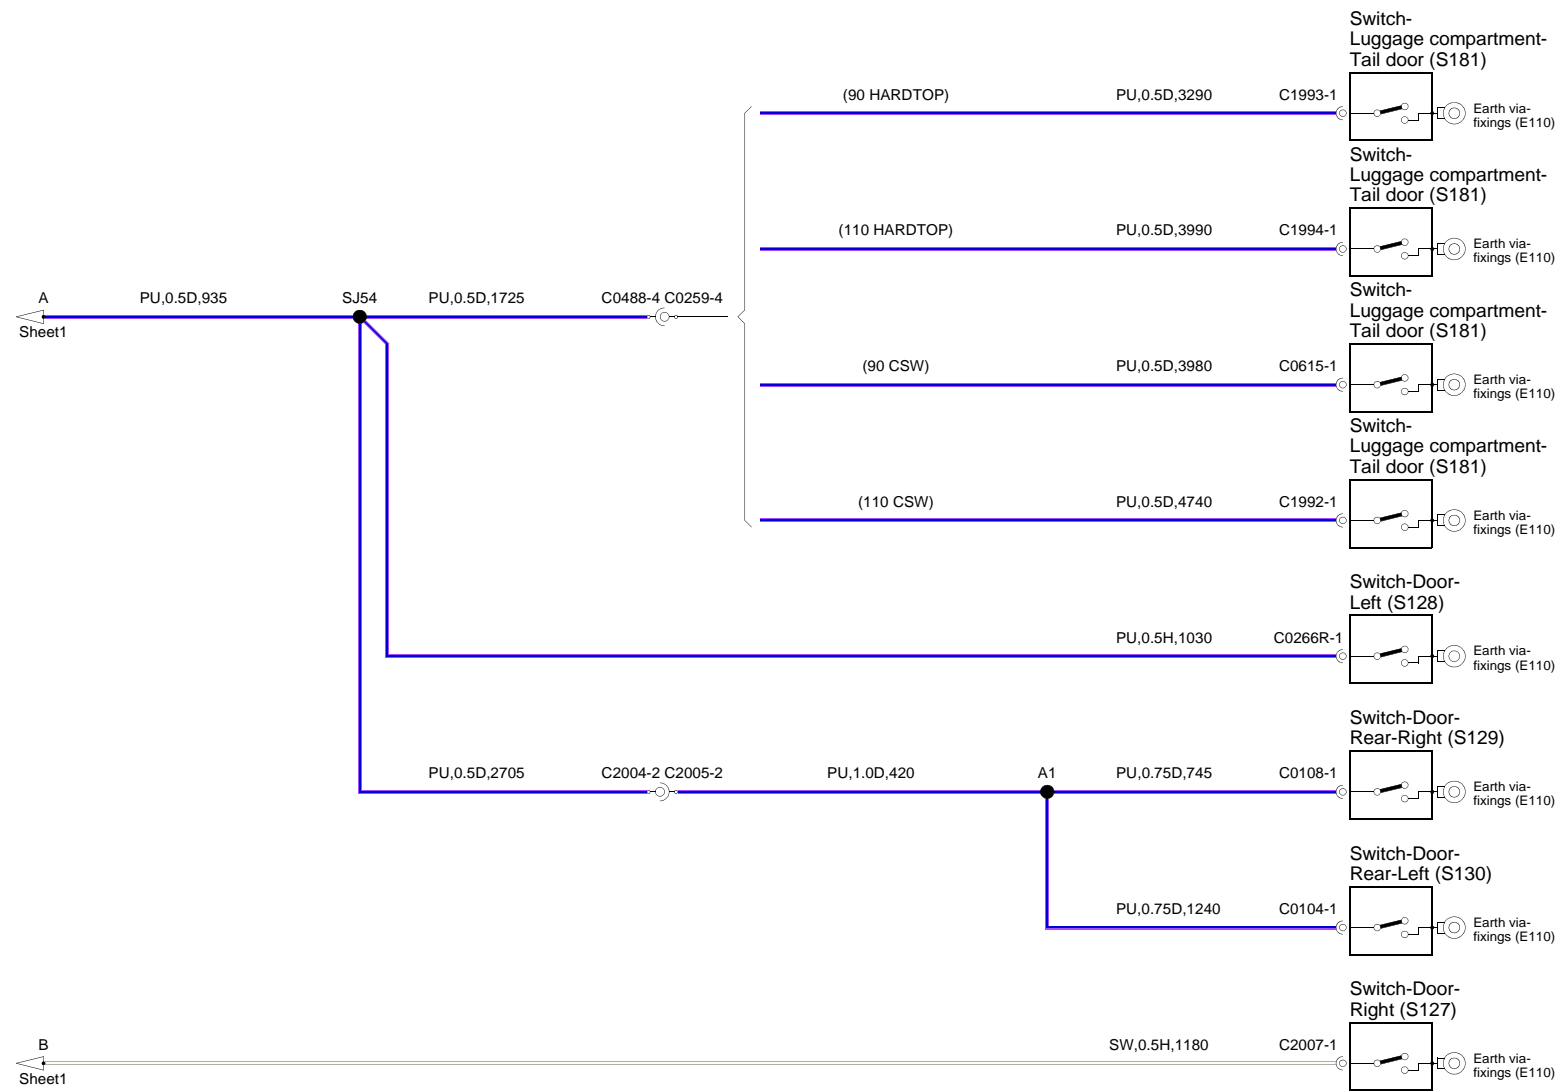 Switch-
Luggage compartment-
Tail door (S181)
(90 HARDTOP) PU,0.5D,3290 C1993-1
Earth via-
fixings (E110)
Switch-
Luggage compartment-
Tail door (S181)
(110 HARDTOP) PU,0.5D,3990 C1994-1
Earth via-
fixings (E110)
Switch-
Luggage compartment-
Tail door (S181)
A PU,0.5D,935 SJ54 PU,0.5D,1725 C0488-4 C0259-4
Sheet1
(90 CSW) PU,0.5D,3980 C0615-1
Earth via-
fixings (E110)
Switch-
Luggage compartment-
Tail door (S181)
(110 CSW) PU,0.5D,4740 C1992-1
Earth via-
fixings (E110)
Switch-Door-
Left (S128)
PU,0.5H,1030 C0266R-1
Earth via-
fixings (E110)
Switch-Door-
Rear-Right (S129)
PU,0.5D,2705 C2004-2 C2005-2 PU,1.0D,420 A1 PU,0.75D,745 C0108-1
Earth via-
fixings (E110)
Switch-Door-
Rear-Left (S130)
PU,0.75D,1240 C0104-1
Earth via-
fixings (E110)
Switch-Door-
Right (S127)
B SW,0.5H,1180 C2007-1
Sheet1
Earth via-
fixings (E110)